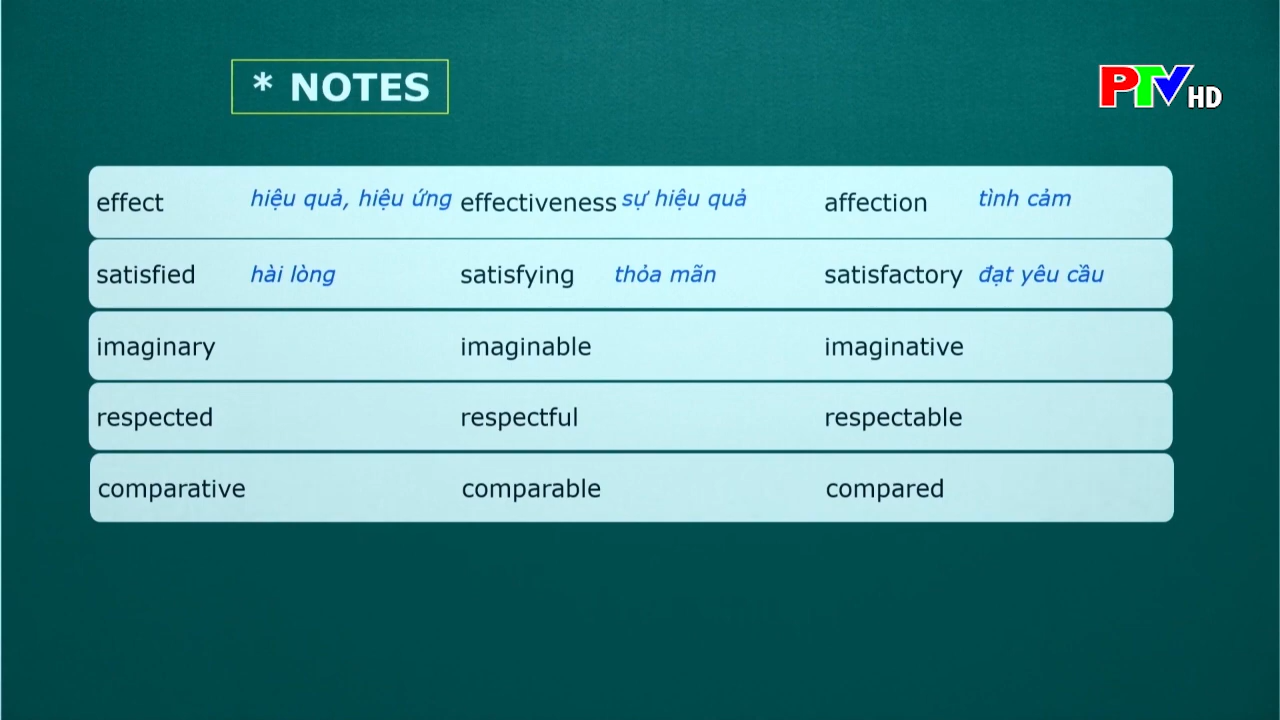 * NOTES
PTV HD
effect hiệu quả, hiệu ứng effectiveness sự hiệu quả affection tình cảm
satisfied hài lòng satisfying thỏa mãn satisfactory đạt yêu cầu
imaginary imaginable imaginative
respected respectful respectable
comparative comparable compared